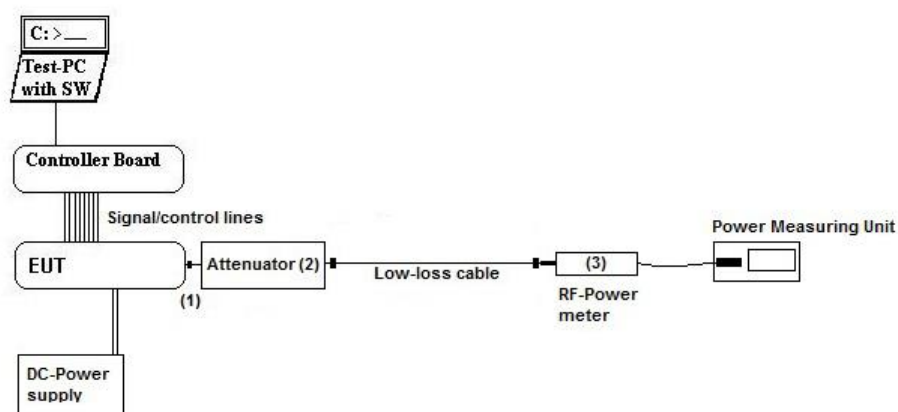 C: >__
Test-PC
with SW
Controller Board
Signal/control lines
Power Measuring Unit
EUT
Attenuator (2)
(3)
Low-loss cable
(1)
RF-Power
meter
DC-Power
supply